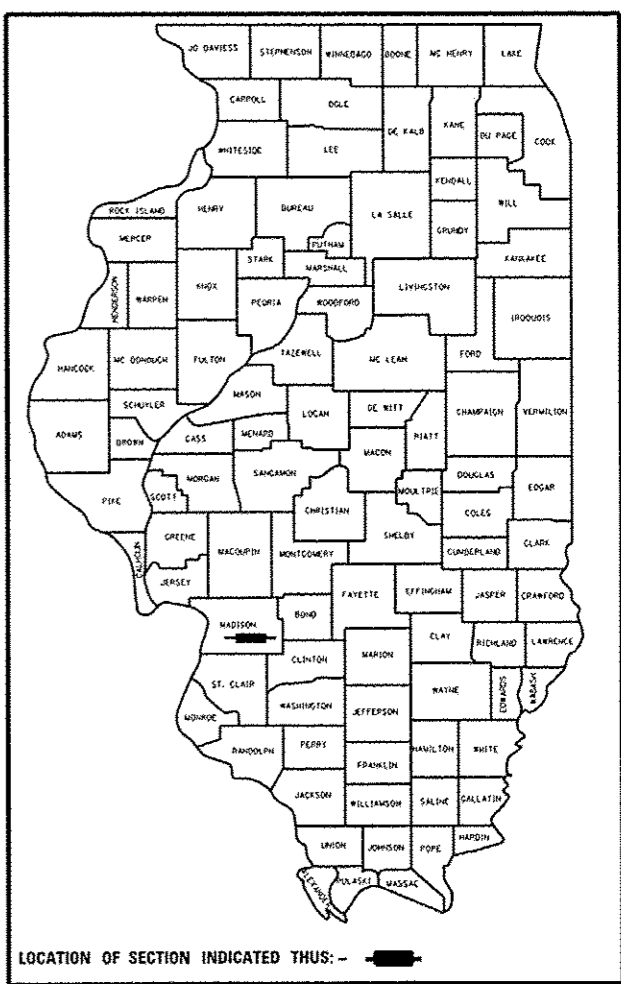 JO DAVIESS STEPHENSON WINNEBAGO BOONE MC HENRY LAKE
CARROLL OGLE DE KALB KANE DU PAGE COOK
WHITESIDE LEE KENDALL WILL
ROCK ISLAND HENRY BUREAU LA SALLE GRUNDY
MERCER PUTNAM KANKAKEE
HENDERSON WARREN KNOX STARK MARSHALL LIVINGSTON
PEORIA WOODFORD IROQUOIS
HANCOCK MC DONOUGH FULTON TAZEWELL MC LEAN FORD
SCHUYLER MASON LOGAN DE WITT CHAMPAIGN VERMILION
ADAMS BROWN CASS MENARD MACON PIATT
PIKE SCOTT MORGAN SANGAMON MOULTRIE DOUGLAS EDGAR
CHRISTIAN COLES
CALHOUN GREENE MACOUPIN MONTGOMERY SHELBY CUMBERLAND CLARK
JERSEY FAYETTE EFFINGHAM JASPER CRAWFORD
MADISON BOND CLAY RICHLAND LAWRENCE
CLINTON MARION
ST. CLAIR WAYNE EDWARDS WABASH
MONROE WASHINGTON JEFFERSON
RANDOLPH PERRY HAMILTON WHITE
FRANKLIN
JACKSON WILLIAMSON SALINE GALLATIN
UNION JOHNSON POPE HARDIN
ALEXANDER PULASKI MASSAC
LOCATION OF SECTION INDICATED THUS: -